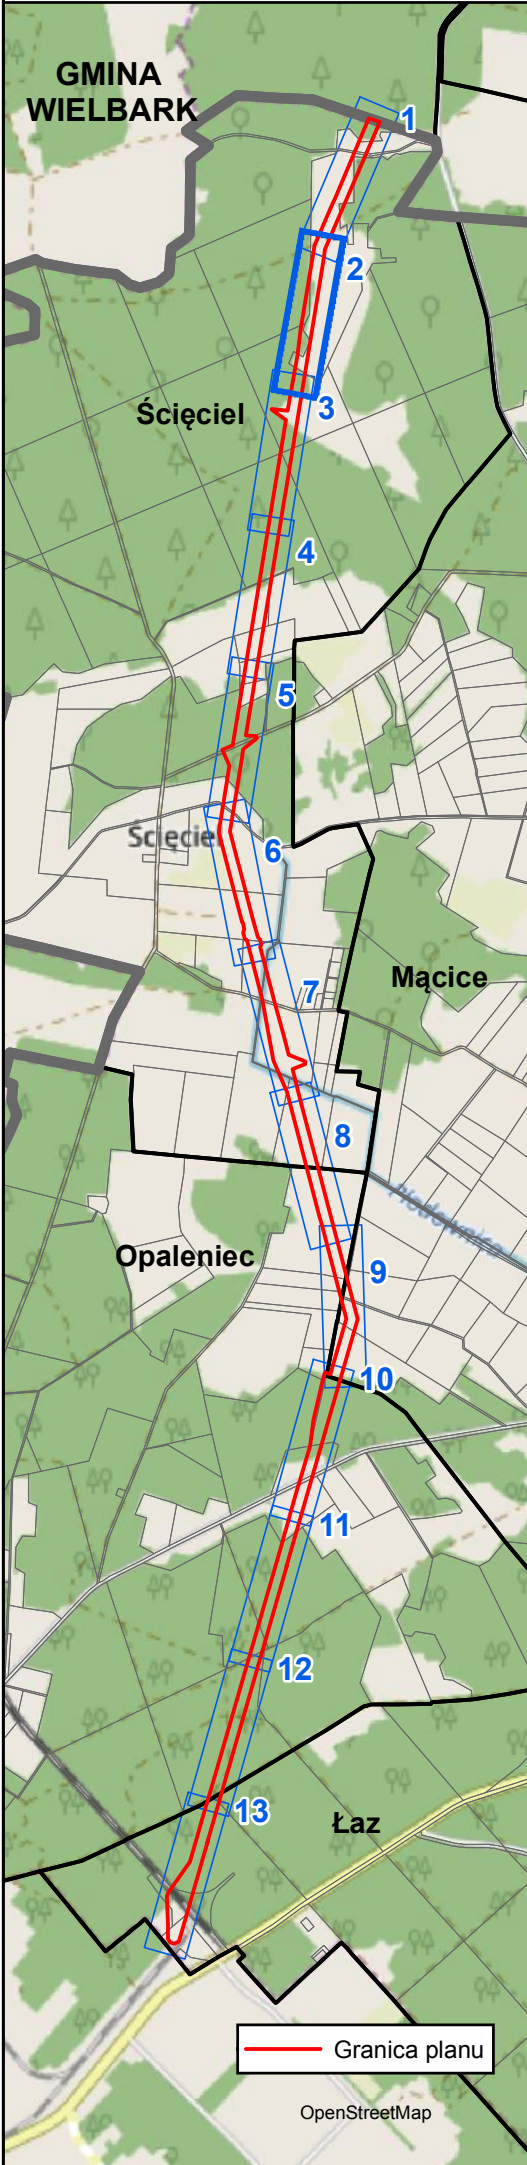 GMINA
WIELBARK
1
2
3
Ścięciel
4
5
Ścięciel
6
Mącice
7
8
Płodownica
Opaleniec
9
10
11
12
13
Łaz
Granica planu
OpenStreetMap